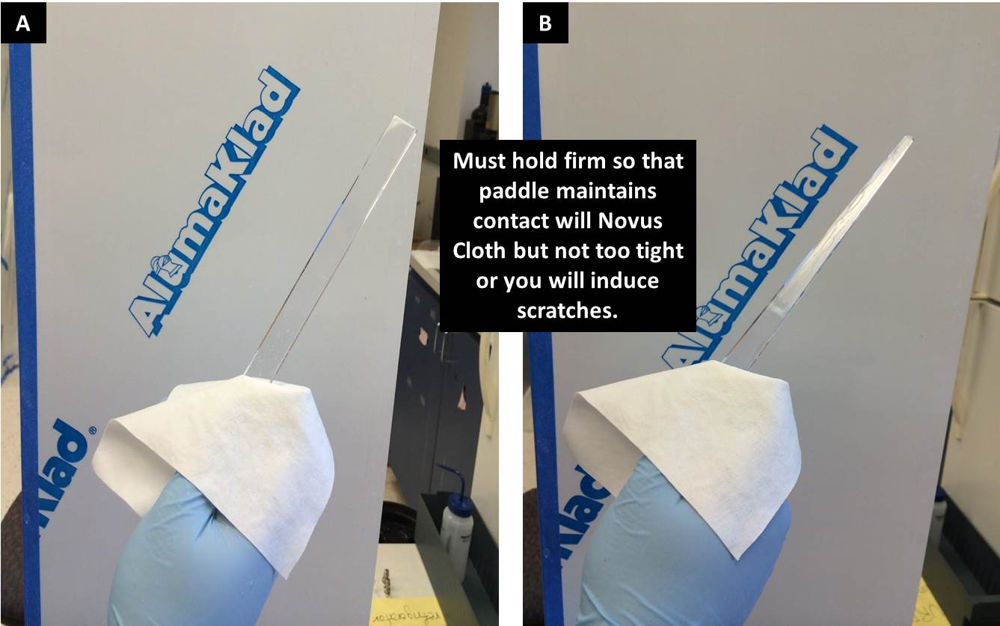 A
B
AlumaKlad
AlumaKlad
Must hold firm so that
paddle maintains
contact will Novus
Cloth but not too tight
or you will induce
scratches.
Klad®
Klad
refrigerator